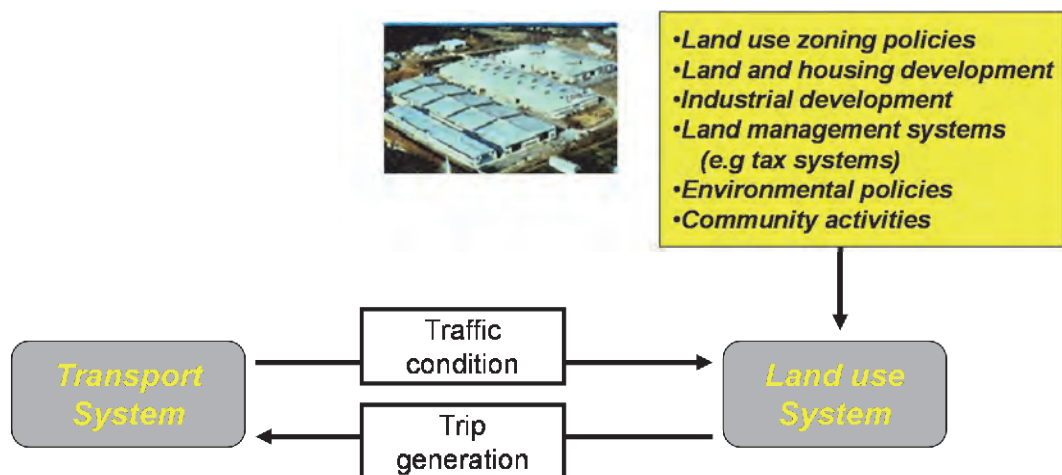 •Land use zoning policies
•Land and housing development
•Industrial development
•Land management systems
(e.g tax systems)
•Environmental policies
•Community activities
Traffic
condition
Transport
System
Land use
System
Trip
generation